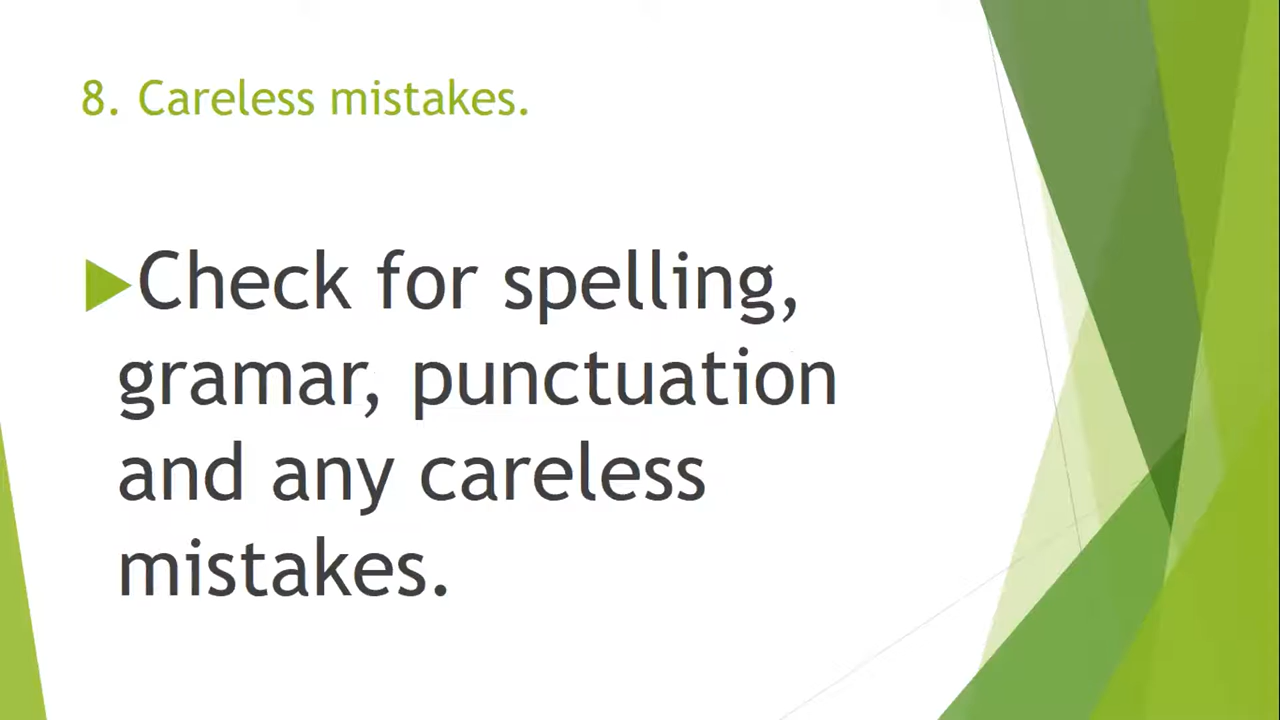 8. Careless mistakes.
Check for spelling,
gramar, punctuation
and any careless
mistakes.